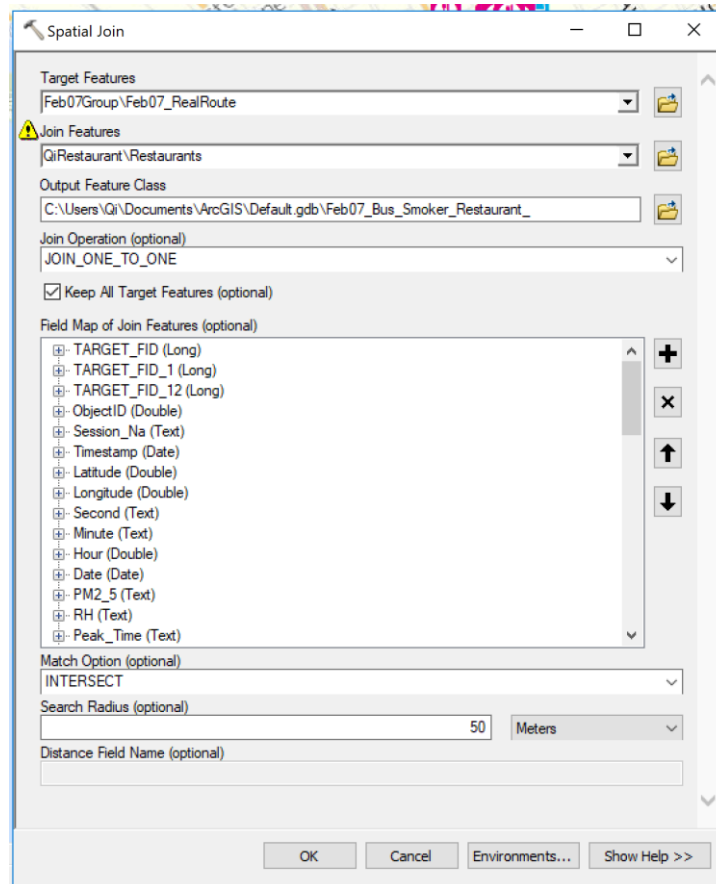 Spatial Join
Target Features
Feb07Group\Feb07_RealRoute
Join Features
QiRestaurant\Restaurants
Output Feature Class
C:\Users\Qi\Documents\ArcGIS\Default.gdb\Feb07_Bus_Smoker_Restaurant_
Join Operation (optional)
JOIN_ONE_TO_ONE
Keep All Target Features (optional)
Field Map of Join Features (optional)
TARGET_FID (Long)
TARGET_FID_1 (Long)
TARGET_FID_12 (Long)
ObjectID (Double)
Session_Na (Text)
Timestamp (Date)
Latitude (Double)
Longitude (Double)
Second (Text)
Minute (Text)
Hour (Double)
Date (Date)
PM2_5 (Text)
RH (Text)
Peak_Time (Text)
Match Option (optional)
INTERSECT
Search Radius (optional)
50 Meters
Distance Field Name (optional)
OK Cancel Environments... Show Help >>